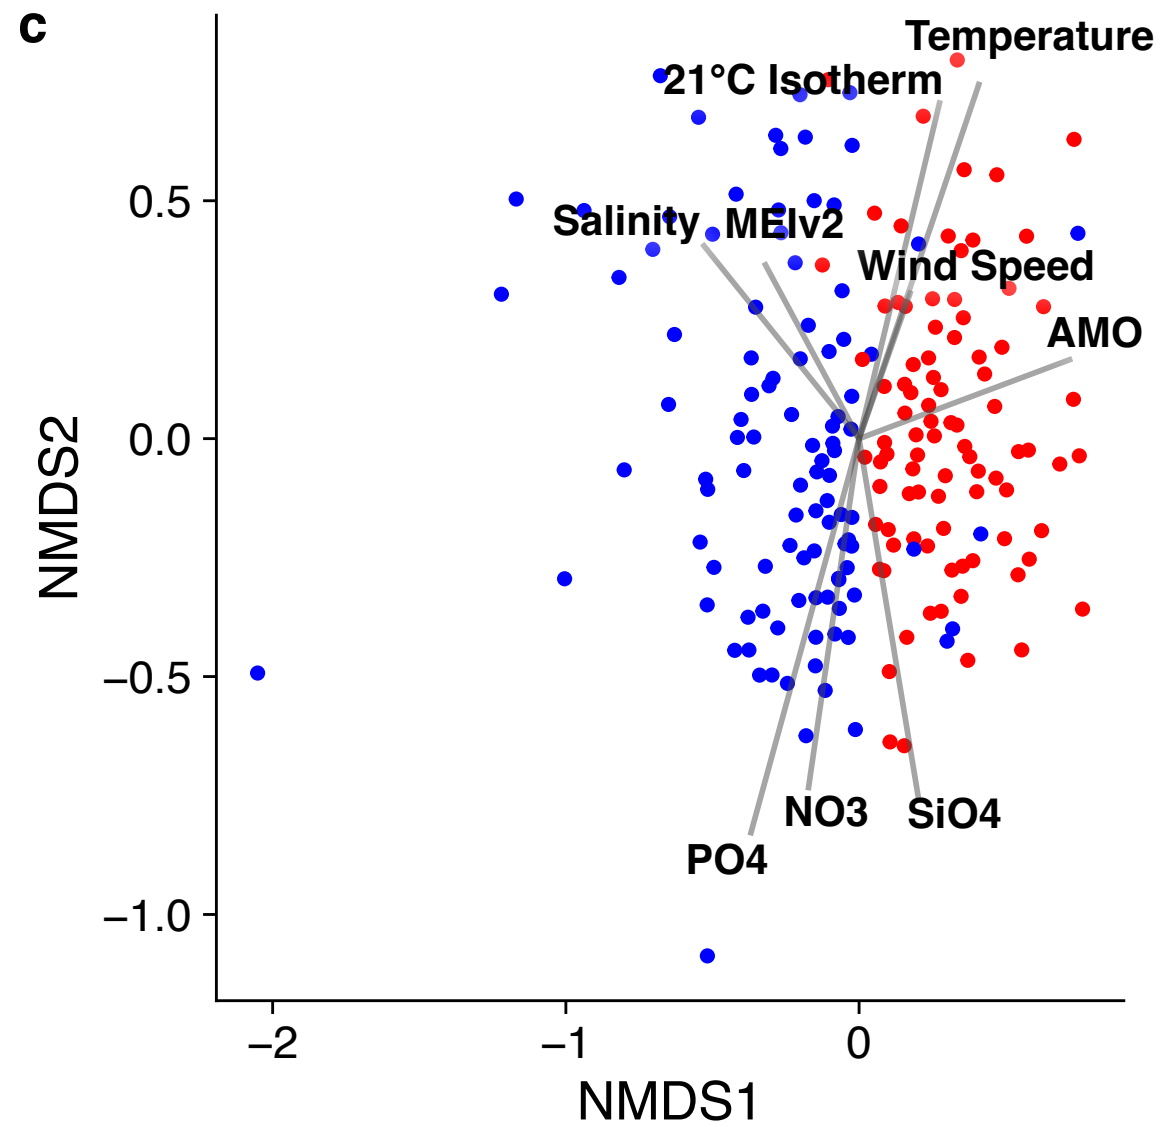 c
Temperature
21°C Isotherm
Salinity
MEIv2
Wind Speed
AMO
NO3
SiO4
PO4
0.5
0.0
−0.5
−1.0
NMDS2
−2
−1
0
NMDS1